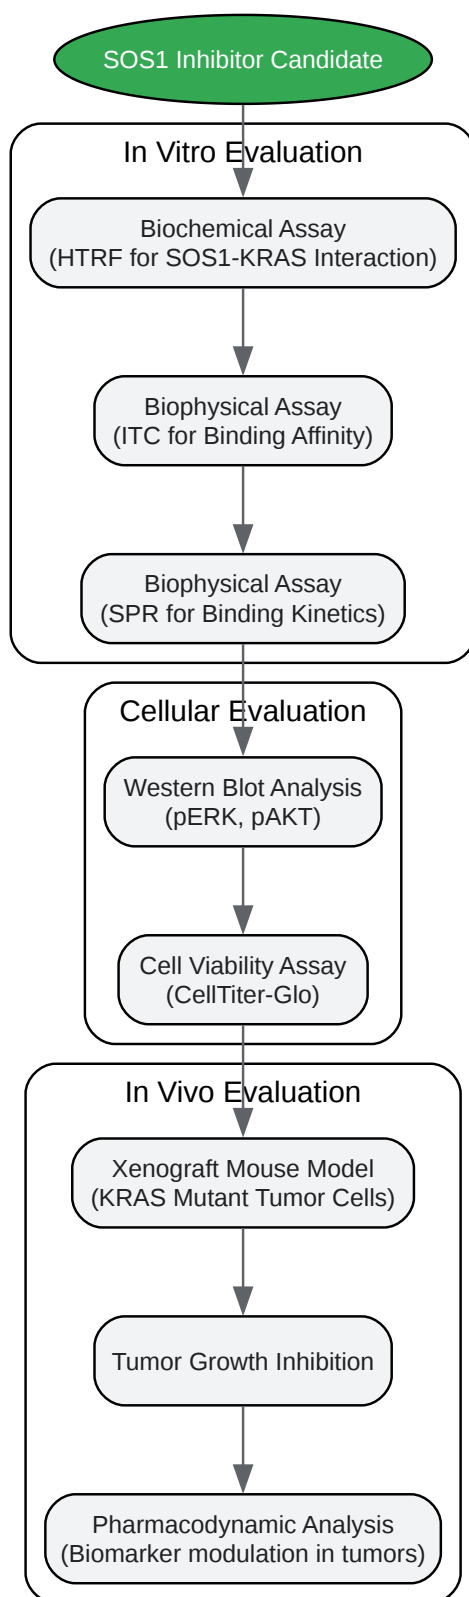 SOS1 Inhibitor Candidate
In Vitro Evaluation
Biochemical Assay
(HTRF for SOS1-KRAS Interaction)
Biophysical Assay
(ITC for Binding Affinity)
Biophysical Assay
(SPR for Binding Kinetics)
Cellular Evaluation
Western Blot Analysis
(pERK, pAKT)
Cell Viability Assay
(CellTiter-Glo)
In Vivo Evaluation
Xenograft Mouse Model
(KRAS Mutant Tumor Cells)
Tumor Growth Inhibition
Pharmacodynamic Analysis
(Biomarker modulation in tumors)